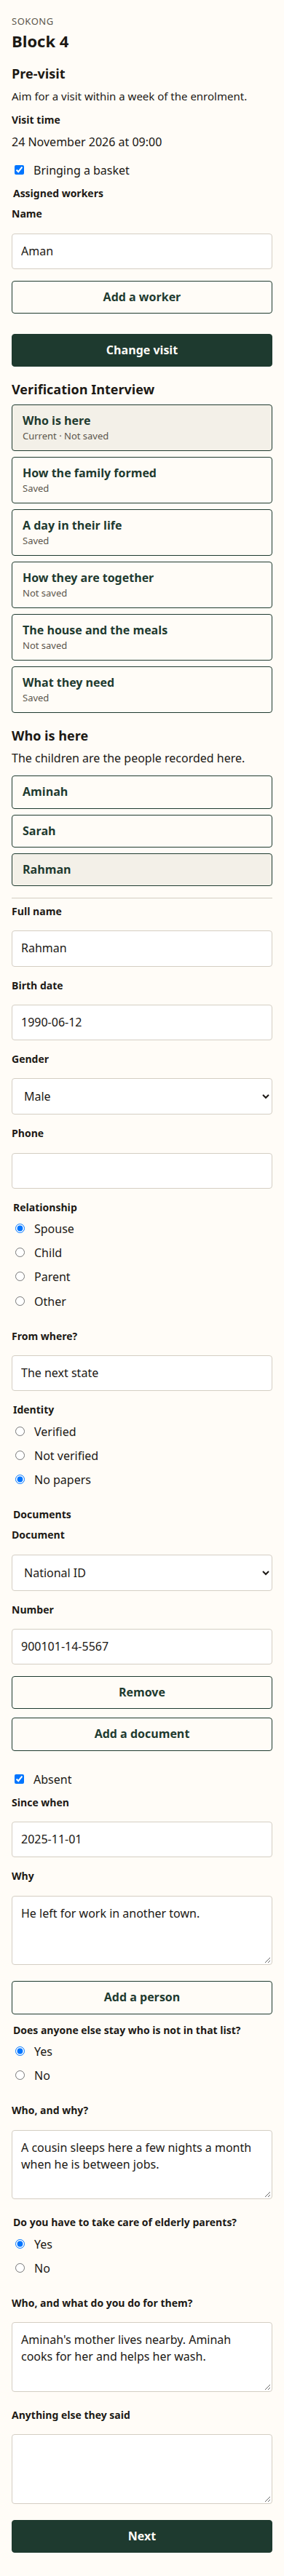 SOKONG
Block 4
Pre-visit
Aim for a visit within a week of the enrolment.
Visit time
24 November 2026 at 09:00
Bringing a basket
Assigned workers
Name
Aman
Add a worker
Change visit
Verification Interview
Who is here
Current · Not saved
How the family formed
Saved
A day in their life
Saved
How they are together
Not saved
The house and the meals
Not saved
What they need
Saved
Who is here
The children are the people recorded here.
Aminah
Sarah
Rahman
Full name
Rahman
Birth date
1990-06-12
Gender
Male
Phone
Relationship
Spouse
Child
Parent
Other
From where?
The next state
Identity
Verified
Not verified
No papers
Documents
Document
National ID
Number
900101-14-5567
Remove
Add a document
Absent
Since when
2025-11-01
Why
He left for work in another town.
Add a person
Does anyone else stay who is not in that list?
Yes
No
Who, and why?
A cousin sleeps here a few nights a month
when he is between jobs.
Do you have to take care of elderly parents?
Yes
No
Who, and what do you do for them?
Aminah's mother lives nearby. Aminah
cooks for her and helps her wash.
Anything else they said
Next